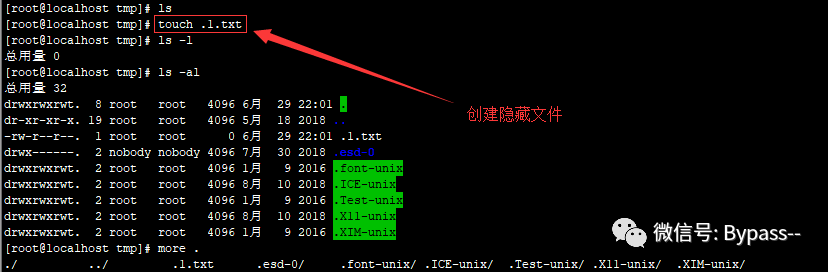 [root@localhost tmp]# ls
[root@localhost tmp]# touch .1.txt
[root@localhost tmp]# ls -l
总用量 0
[root@localhost tmp]# ls -al
总用量 32
drwxrwxrwt. 8 root root 4096 6月 29 22:01 .
dr-xr-xr-x. 19 root root 4096 5月 18 2018 ..
-rw-r--r--. 1 root root 0 6月 29 22:01 .1.txt
drwx------. 2 nobody nobody 4096 7月 30 2018 .esd-0
drwxrwxrwt. 2 root root 4096 1月 9 2016 .font-unix
drwxrwxrwt. 2 root root 4096 8月 10 2018 .ICE-unix
drwxrwxrwt. 2 root root 4096 1月 9 2016 .Test-unix
drwxrwxrwt. 2 root root 4096 8月 10 2018 .X11-unix
drwxrwxrwt. 2 root root 4096 1月 9 2016 .XIM-unix
[root@localhost tmp]# more .
./ ../ .1.txt .esd-0/ .font-unix/ .ICE-unix/ .Test-unix/ .X11-unix/ .XIM-unix/
创建隐藏文件
微信号: Bypass--